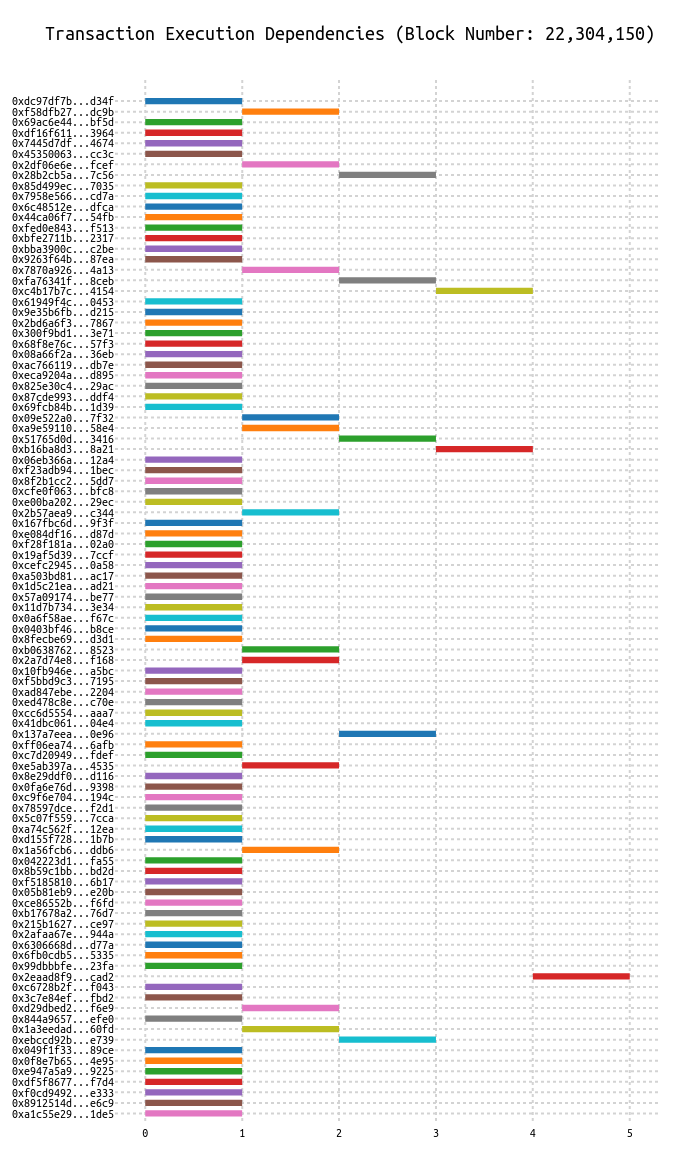 Transaction Execution Dependencies (Block Number: 22,304,150)
0xdc97df7b...d34f
0xf58dfb27...dc9b
0x69ac6e44...bf5d
0xdf16f611...3964
0x7445d7df...4674
0x45350063...cc3c
0x2df06e6e...fcef
0x28b2cb5a...7c56
0x85d499ec...7035
0x7958e566...cd7a
0x6c48512e...dfca
0x44ca06f7...54fb
0xfed0e843...f513
0xbfe2711b...2317
0xbba3900c...c2be
0x9263f64b...87ea
0x7870a926...4a13
0xfa76341f...8ceb
0xc4b17b7c...4154
0x61949f4c...0453
0x9e35b6fb...d215
0x2bd6a6f3...7867
0x300f9bd1...3e71
0x68f8e76c...57f3
0x08a66f2a...36eb
0xac766119...db7e
0xeca9204a...d895
0x825e30c4...29ac
0x87cde993...ddf4
0x69fcb84b...1d39
0x09e522a0...7f32
0xa9e59110...58e4
0x51765d0d...3416
0xb16ba8d3...8a21
0x06eb366a...12a4
0xf23adb94...1bec
0x8f2b1cc2...5dd7
0xcfe0f063...bfc8
0xe00ba202...29ec
0x2b57aea9...c344
0x167fbc6d...9f3f
0xe084df16...d87d
0xf28f181a...02a0
0x19af5d39...7ccf
0xcefc2945...0a58
0xa503bd81...ac17
0x1d5c21ea...ad21
0x57a09174...be77
0x11d7b734...3e34
0x0a6f58ae...f67c
0x0403bf46...b8ce
0x8fecbe69...d3d1
0xb0638762...8523
0x2a7d74e8...f168
0x10fb946e...a5bc
0xf5bbd9c3...7195
0xad847ebe...2204
0xed478c8e...c70e
0xcc6d5554...aaa7
0x41dbc061...04e4
0x137a7eea...0e96
0xff06ea74...6afb
0xc7d20949...fdef
0xe5ab397a...4535
0x8e29ddf0...d116
0x0fa6e76d...9398
0xc9f6e704...194c
0x78597dce...f2d1
0x5c07f559...7cca
0xa74c562f...12ea
0xd155f728...1b7b
0x1a56fcb6...ddb6
0x042223d1...fa55
0x8b59c1bb...bd2d
0xf5185810...6b17
0x05b81eb9...e20b
0xce86552b...f6fd
0xb17678a2...76d7
0x215b1627...ce97
0x2afaa67e...944a
0x6306668d...d77a
0x6fb0cdb5...5335
0x99dbbbfe...23fa
0x2eaad8f9...cad2
0xc6728b2f...f043
0x3c7e84ef...fbd2
0xd29dbed2...f6e9
0x844a9657...efe0
0x1a3eedad...60fd
0xebccd92b...e739
0x049f1f33...89ce
0x0f8e7b65...4e95
0xe947a5a9...9225
0xdf5f8677...f7d4
0xf0cd9492...e333
0x8912514d...e6c9
0xa1c55e29...1de5
0 1 2 3 4 5